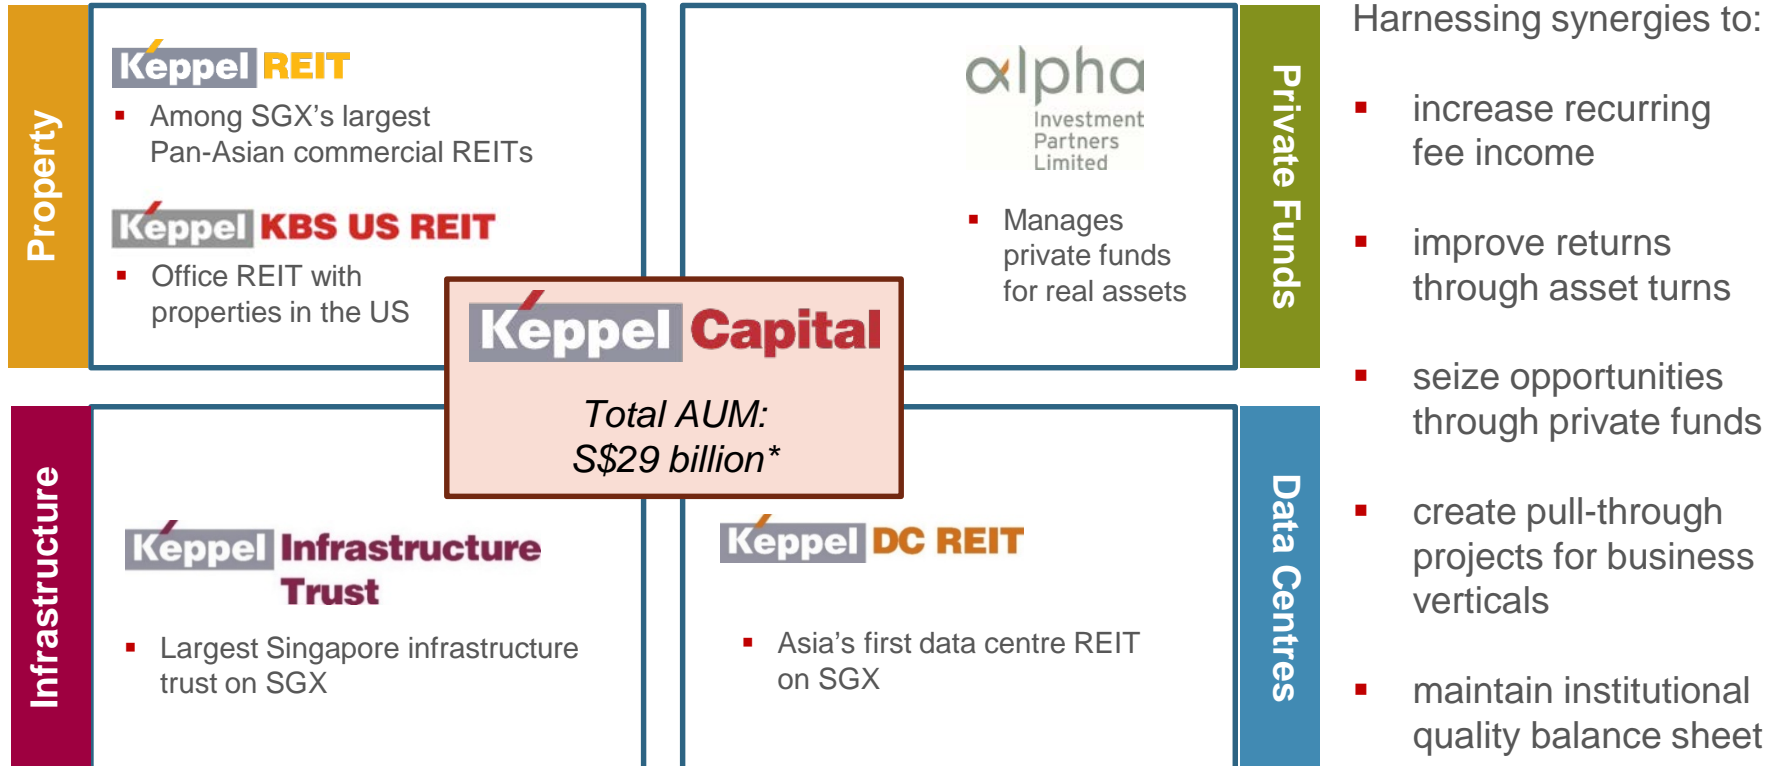 Property
Keppel REIT
▪ Among SGX’s largest
Pan-Asian commercial REITs
Keppel KBS US REIT
▪ Office REIT with
properties in the US
alpha
Investment
Partners
Limited
▪ Manages
private funds
for real assets
Private Funds
Keppel Capital
Total AUM:
S$29 billion*
Infrastructure
Keppel Infrastructure
Trust
▪ Largest Singapore infrastructure
trust on SGX
Keppel DC REIT
▪ Asia’s first data centre REIT
on SGX
Data Centres
Harnessing synergies to:
▪ increase recurring
fee income
▪ improve returns
through asset turns
▪ seize opportunities
through private funds
▪ create pull-through
projects for business
verticals
▪ maintain institutional
quality balance sheet